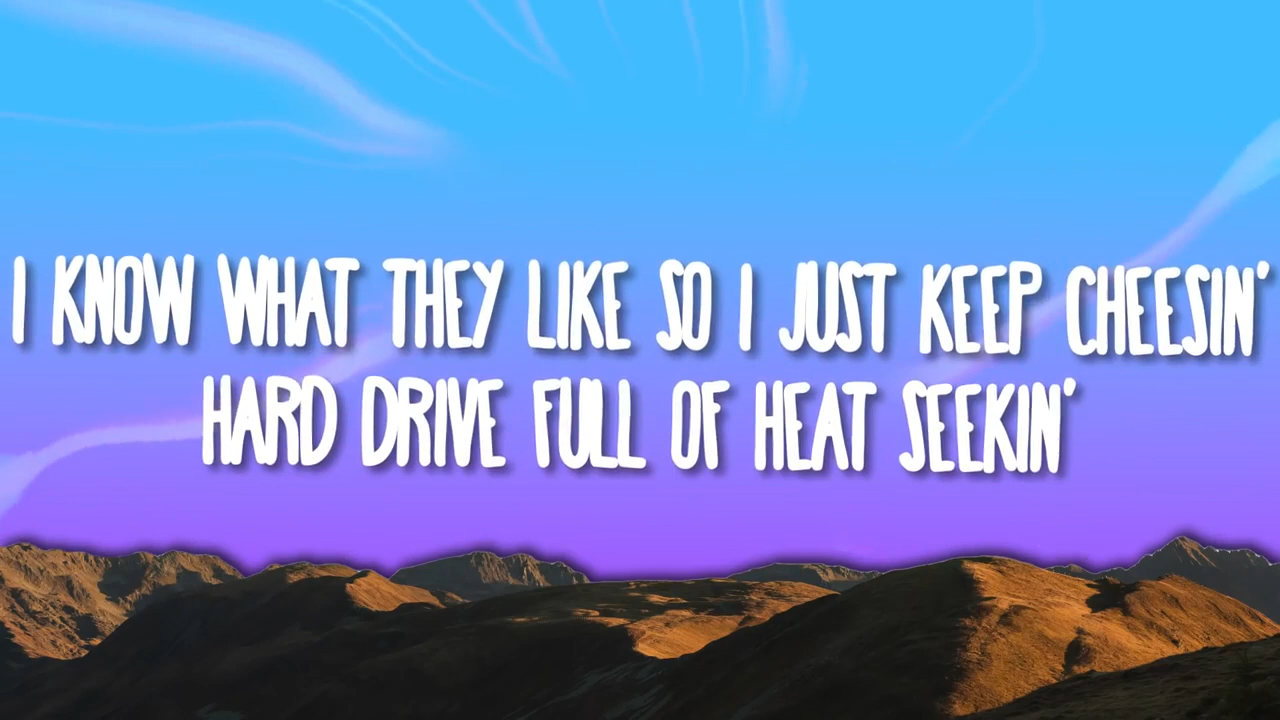 I KNOW WHAT THEY LIKE SO I JUST KEEP CHEESIN'
HARD DRIVE FULL OF HEAT SEEKIN'